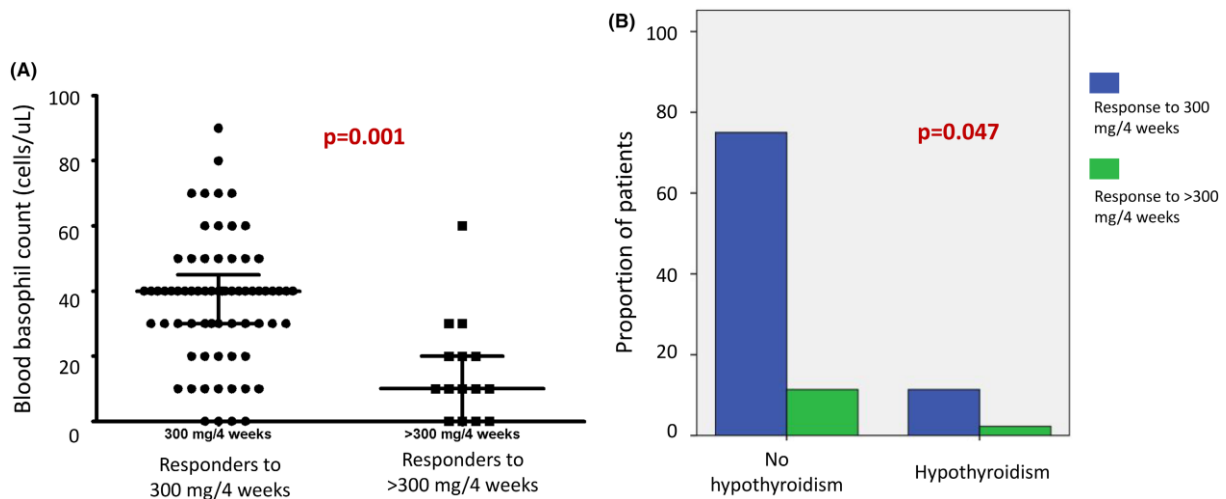 (A)
Blood basophil count (cells/uL)
100
80
60
40
20
0
p=0.001
300 mg/4 weeks
>300 mg/4 weeks
Responders to
300 mg/4 weeks
Responders to
>300 mg/4 weeks
(B)
Proportion of patients
100
80
60
40
20
0
p=0.047
No
hypothyroidism
Hypothyroidism
Response to 300
mg/4 weeks
Response to >300
mg/4 weeks